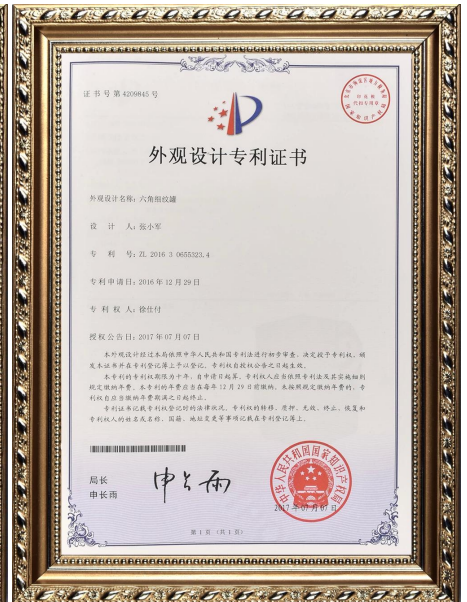 证书号第4209845号
外观设计专利证书
外观设计名称：六角细纹罐
设计人：张小军
专利号：ZL 2016 3 0655323.4
专利申请日：2016年12月29日
专利权人：徐仕付
授权公告日：2017年07月07日
本外观设计经过本局依照中华人民共和国专利法进行初步审查，决定授予专利权，颁
发本证书并在专利登记簿上予以登记。专利权自授权公告之日起生效。
本专利的专利权期限为十年，自申请日起算。专利权人应当依照专利法及其实施细则
规定缴纳年费。本专利的年费应当在每年12月29日前缴纳。未按照规定缴纳年费的，专
利权自应当缴纳年费期满之日起终止。
专利证书记载专利权登记时的法律状况。专利权的转移、质押、无效、终止、恢复和
专利权人的姓名或名称、国籍、地址变更等事项记载在专利登记簿上。
局长
申长雨
申长雨
中华人民共和国国家知识产权局
2017年07月07日
第1页（共1页）